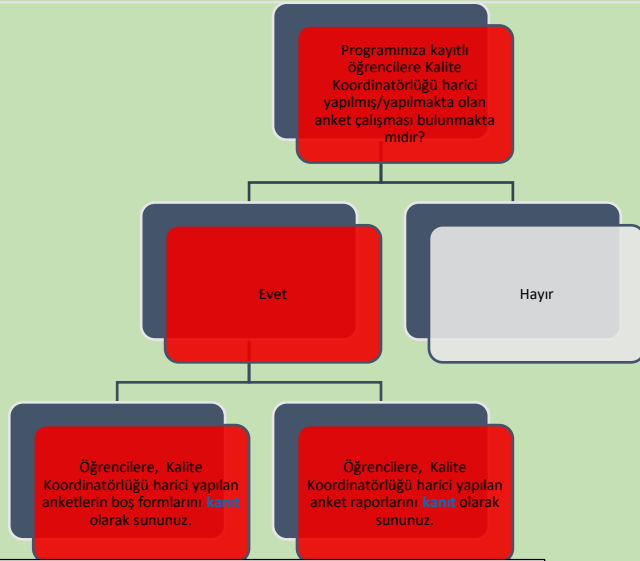 Programınıza kayıtlı
öğrencilere Kalite
Koordinatörlüğü harici
yapılmış/yapılmakta olan
anket çalışması bulunmakta
mıdır?
Evet
Hayır
Öğrencilere, Kalite
Koordinatörlüğü harici yapılan
anketlerin boş formlarını kanıt
olarak sununuz.
Öğrencilere, Kalite
Koordinatörlüğü harici yapılan
anket raporlarını kanıt olarak
sununuz.